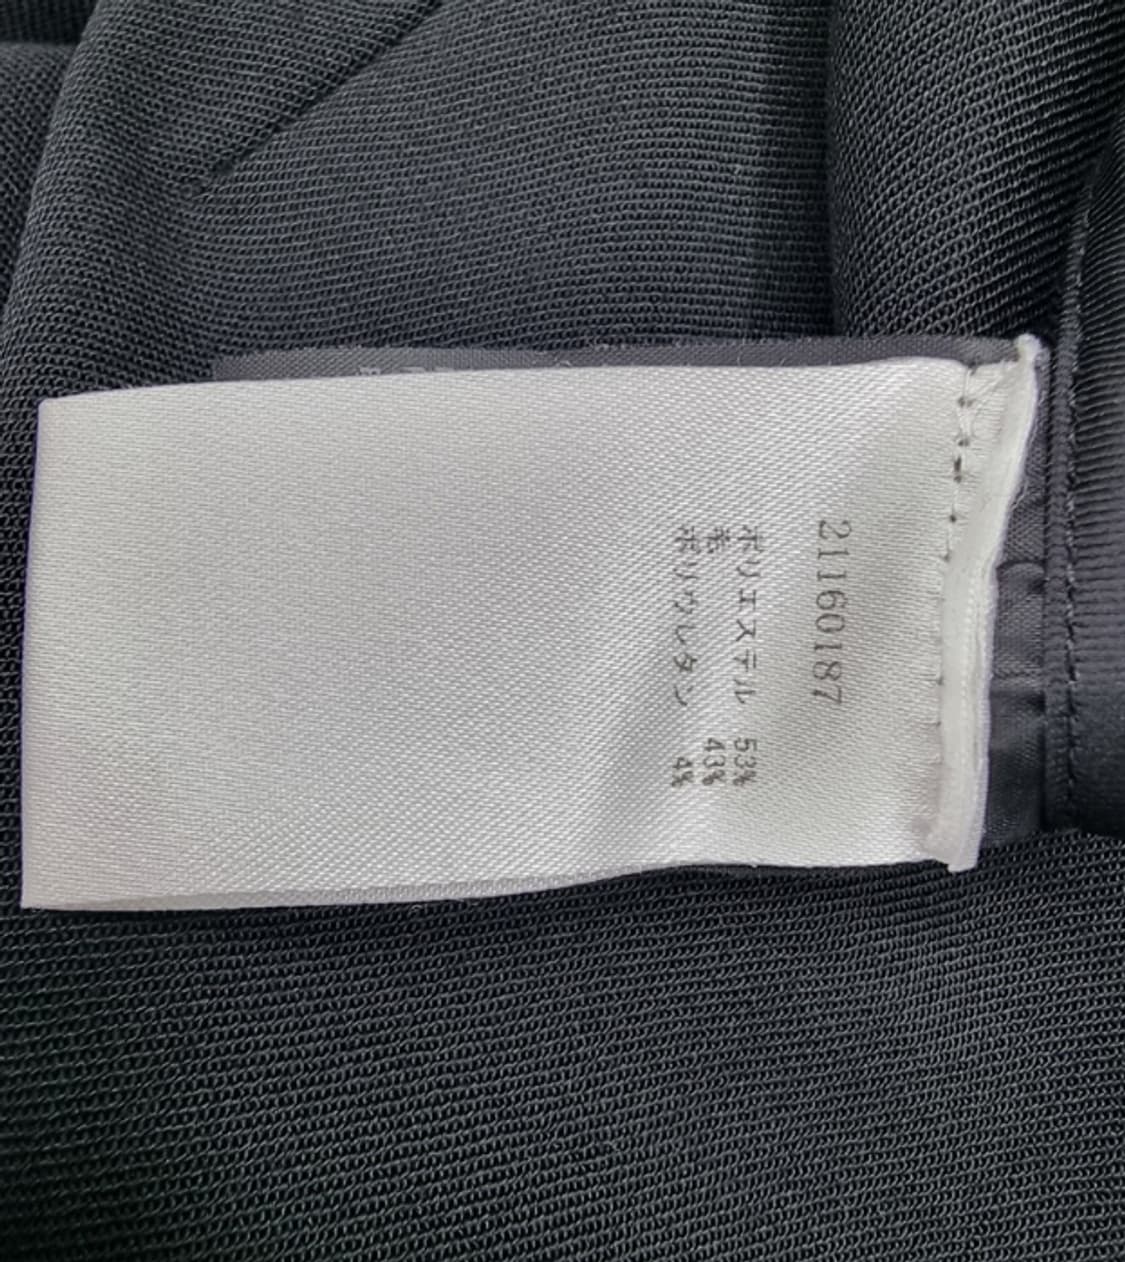 21160187
ポリエステル 53%
毛 43%
ポリウレタン 4%